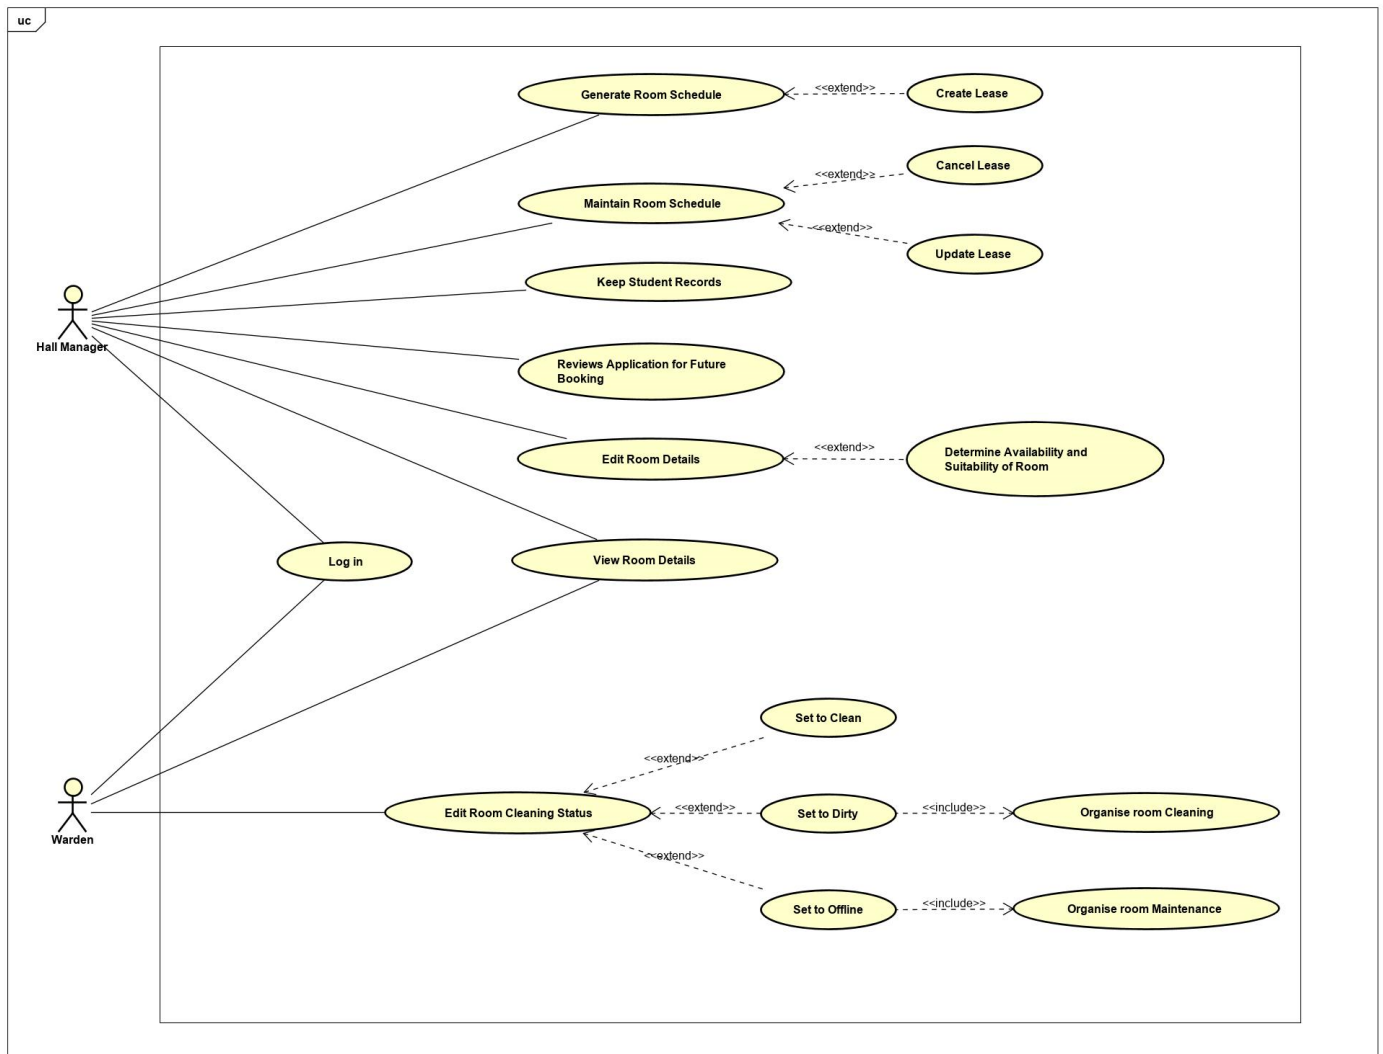 uc
Generate Room Schedule
<<extend>>
Create Lease
Cancel Lease
<<extend>>
Maintain Room Schedule
<<extend>>
Update Lease
Keep Student Records
Hall Manager
Reviews Application for Future
Booking
Edit Room Details
<<extend>>
Determine Availability and
Suitability of Room
Log in
View Room Details
Set to Clean
<<extend>>
Warden
Edit Room Cleaning Status
<<extend>>
Set to Dirty
<<include>>
Organise room Cleaning
<<extend>>
Set to Offline
<<include>>
Organise room Maintenance